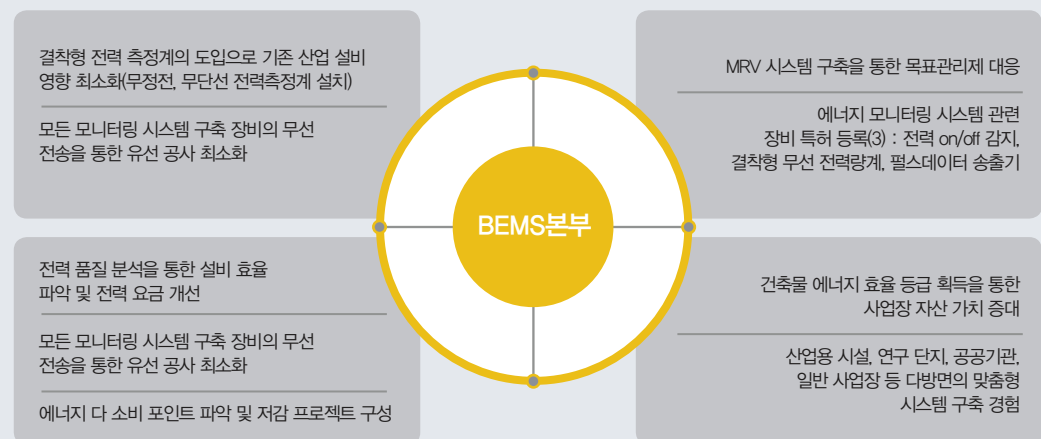 결착형 전력 측정계의 도입으로 기존 산업 설비
영향 최소화(무정전, 무단선 전력측정계 설치)
모든 모니터링 시스템 구축 장비의 무선
전송을 통한 유선 공사 최소화
MRV 시스템 구축을 통한 목표관리제 대응
에너지 모니터링 시스템 관련
장비 특허 등록(3) : 전력 on/off 감지,
결착형 무선 전력량계, 펄스데이터 송출기
BEMS본부
전력 품질 분석을 통한 설비 효율
파악 및 전력 요금 개선
모든 모니터링 시스템 구축 장비의 무선
전송을 통한 유선 공사 최소화
에너지 다 소비 포인트 파악 및 저감 프로젝트 구성
건축물 에너지 효율 등급 획득을 통한
사업장 자산 가치 증대
산업용 시설, 연구 단지, 공공기관,
일반 사업장 등 다방면의 맞춤형
시스템 구축 경험